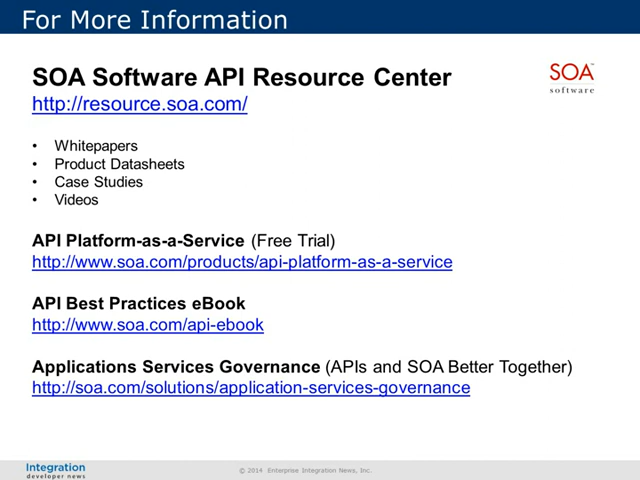 For More Information
SOA Software API Resource Center
http://resource.soa.com/
SOA™
software
• Whitepapers
• Product Datasheets
• Case Studies
• Videos
API Platform-as-a-Service (Free Trial)
http://www.soa.com/products/api-platform-as-a-service
API Best Practices eBook
http://www.soa.com/api-ebook
Applications Services Governance (APIs and SOA Better Together)
http://soa.com/solutions/application-services-governance
Integration
developer news
© 2014 Enterprise Integration News, Inc.